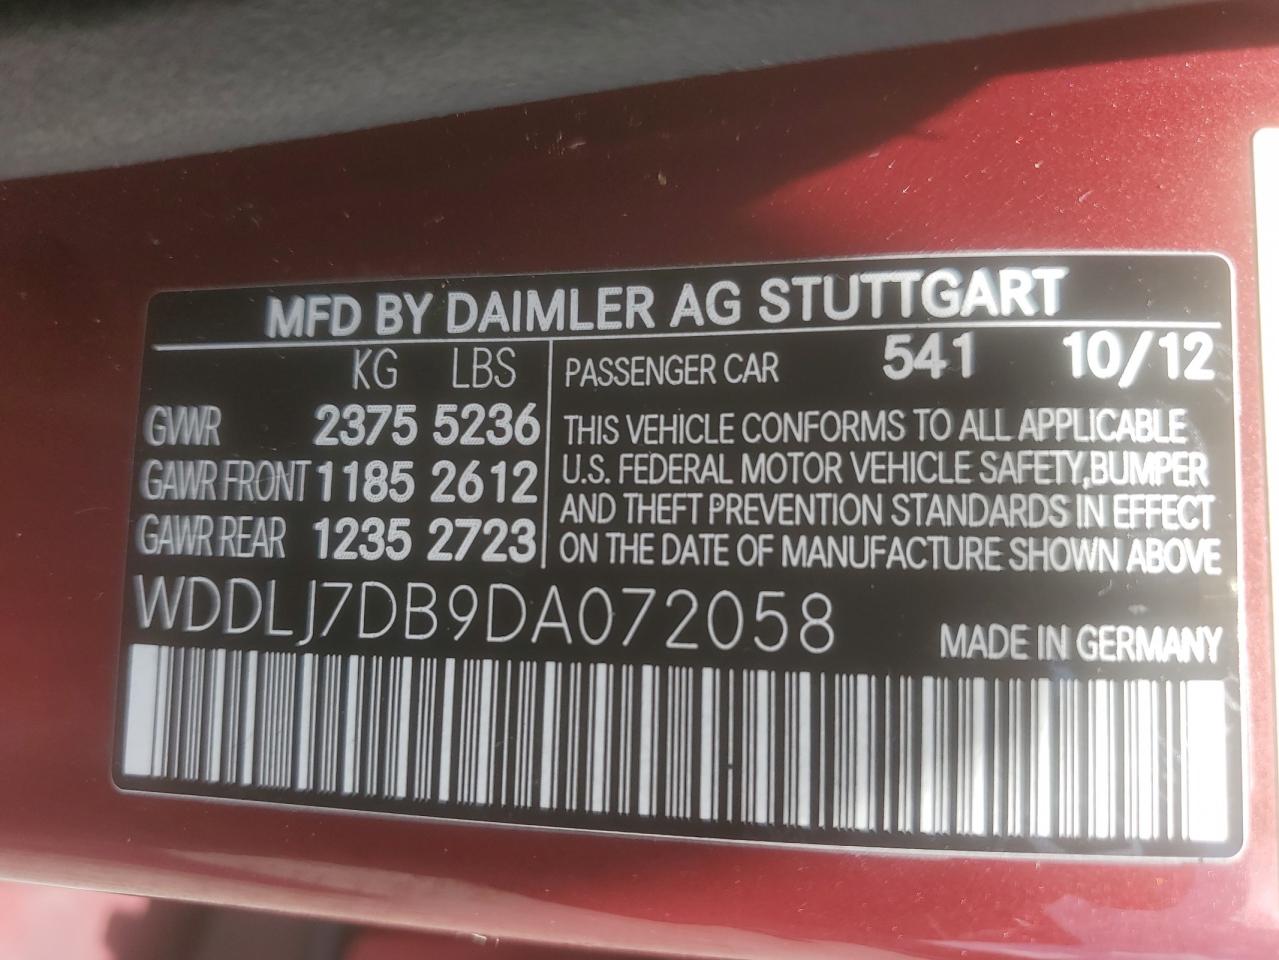 MFD BY DAIMLER AG STUTTGART
KG LBS
GVWR 2375 5236
GAWR FRONT 1185 2612
GAWR REAR 1235 2723
PASSENGER CAR 541 10/12
THIS VEHICLE CONFORMS TO ALL APPLICABLE
U.S. FEDERAL MOTOR VEHICLE SAFETY,BUMPER
AND THEFT PREVENTION STANDARDS IN EFFECT
ON THE DATE OF MANUFACTURE SHOWN ABOVE
WDDLJ7DB9DA072058
MADE IN GERMANY